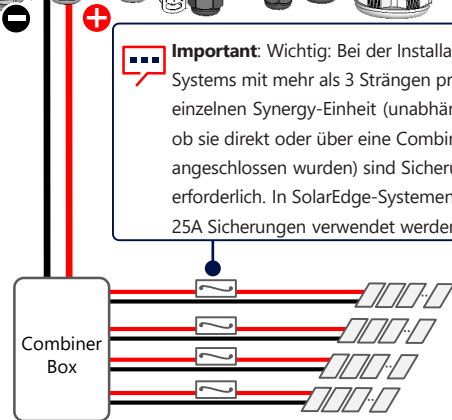 Important: Wichtig: Bei der Installa
Systems mit mehr als 3 Strängen pr
einzelnen Synergy-Einheit (unabhän
ob sie direkt oder über eine Combin
angeschlossen wurden) sind Sicheru
erforderlich. In SolarEdge-Systemen
25A Sicherungen verwendet werden
Combiner
Box